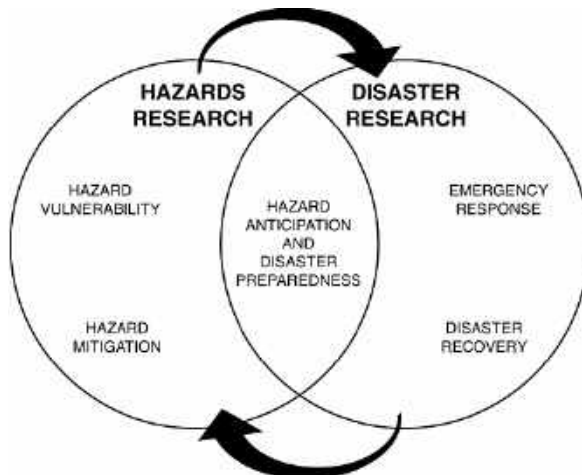 HAZARDS
RESEARCH
DISASTER
RESEARCH
HAZARD
VULNERABILITY
HAZARD
ANTICIPATION
AND
DISASTER
PREPAREDNESS
EMERGENCY
RESPONSE
HAZARD
MITIGATION
DISASTER
RECOVERY